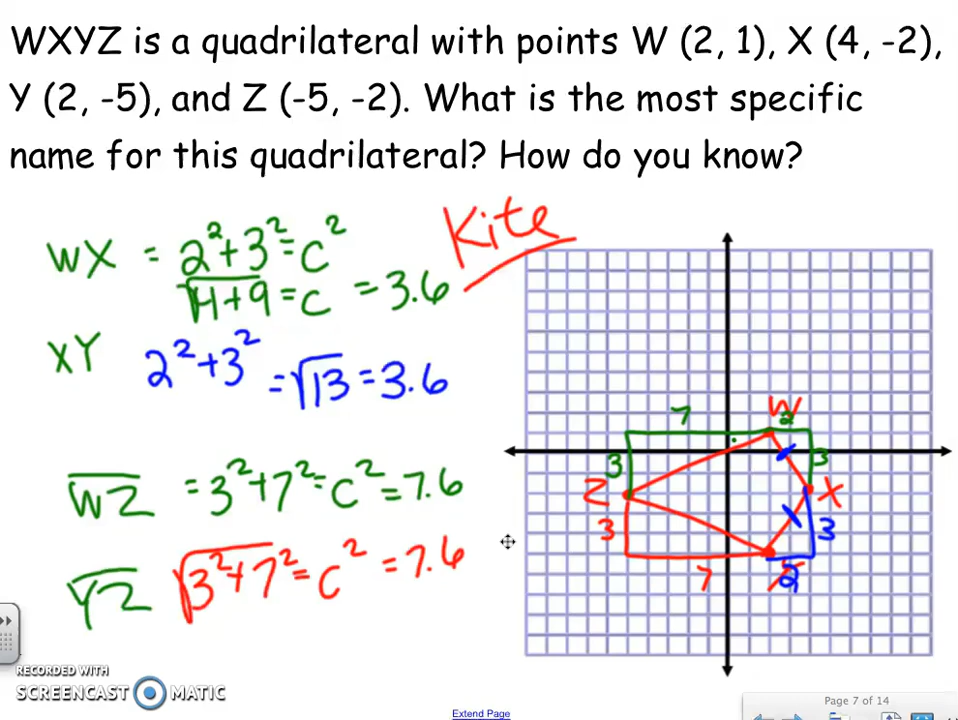 WXYZ is a quadrilateral with points W (2, 1), X (4, -2),
Y (2, -5), and Z (-5, -2). What is the most specific
name for this quadrilateral? How do you know?
Kite
WX = 2²+3²=c²
√4+9 = c = 3.6
XY 2²+3² =√13 = 3.6
WZ = 3²+7²=c²=7.6
YZ √3²+7²=c² =7.6
W
7
2
3
3
Z
X
3
3
7
2
RECORDED WITH
SCREENCAST MATIC
Page 7 of 14
Extend Page